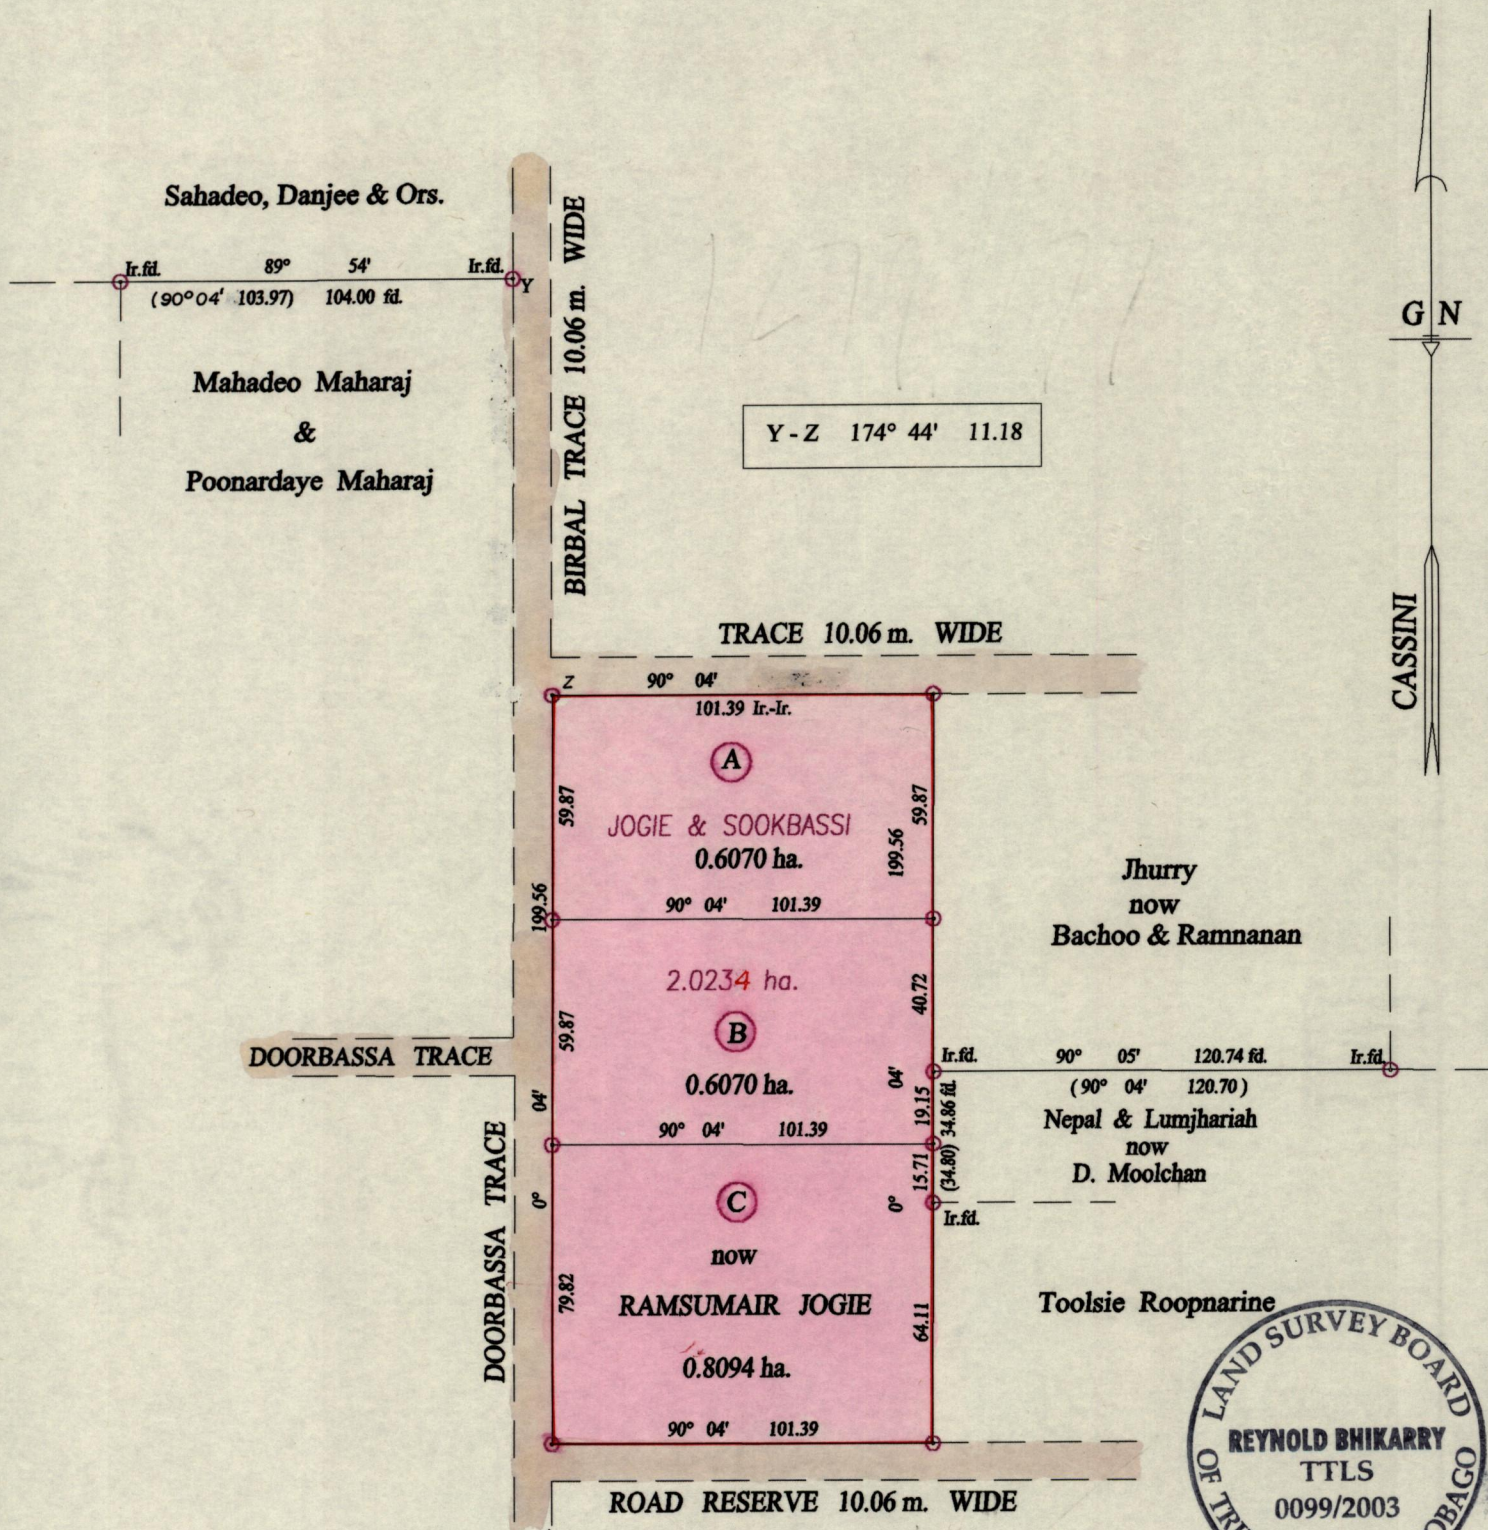 Sahadeo, Danjee & Ors.
Ir.fd. 89° 54' Ir.fd.
Y
(90°04' 103.97) 104.00 fd.
Mahadeo Maharaj
&
Poonardaye Maharaj
BIRBAL TRACE 10.06 m. WIDE
G N
Y - Z 174° 44' 11.18
CASSINI
TRACE 10.06 m. WIDE
Z 90° 04'
101.39 Ir.-Ir.
A
59.87
59.87
JOGIE & SOOKBASSI
0.6070 ha.
199.56
199.56
90° 04' 101.39
Jhurry
now
Bachoo & Ramnanan
2.0234 ha.
40.72
B
59.87
0.6070 ha.
DOORBASSA TRACE
Ir.fd. 90° 05' 120.74 fd. Ir.fd.
(90° 04' 120.70)
04'
04'
19.15
34.86 fd.
(34.80)
90° 04' 101.39
Nepal & Lumjhariah
now
D. Moolchan
15.71
0°
0°
C
Ir.fd.
DOORBASSA TRACE
now
RAMSUMAIR JOGIE
79.82
64.11
0.8094 ha.
Toolsie Roopnarine
90° 04' 101.39
ROAD RESERVE 10.06 m. WIDE
LAND SURVEY BOARD
REYNOLD BHIKARRY
TTLS
0099/2003
OF